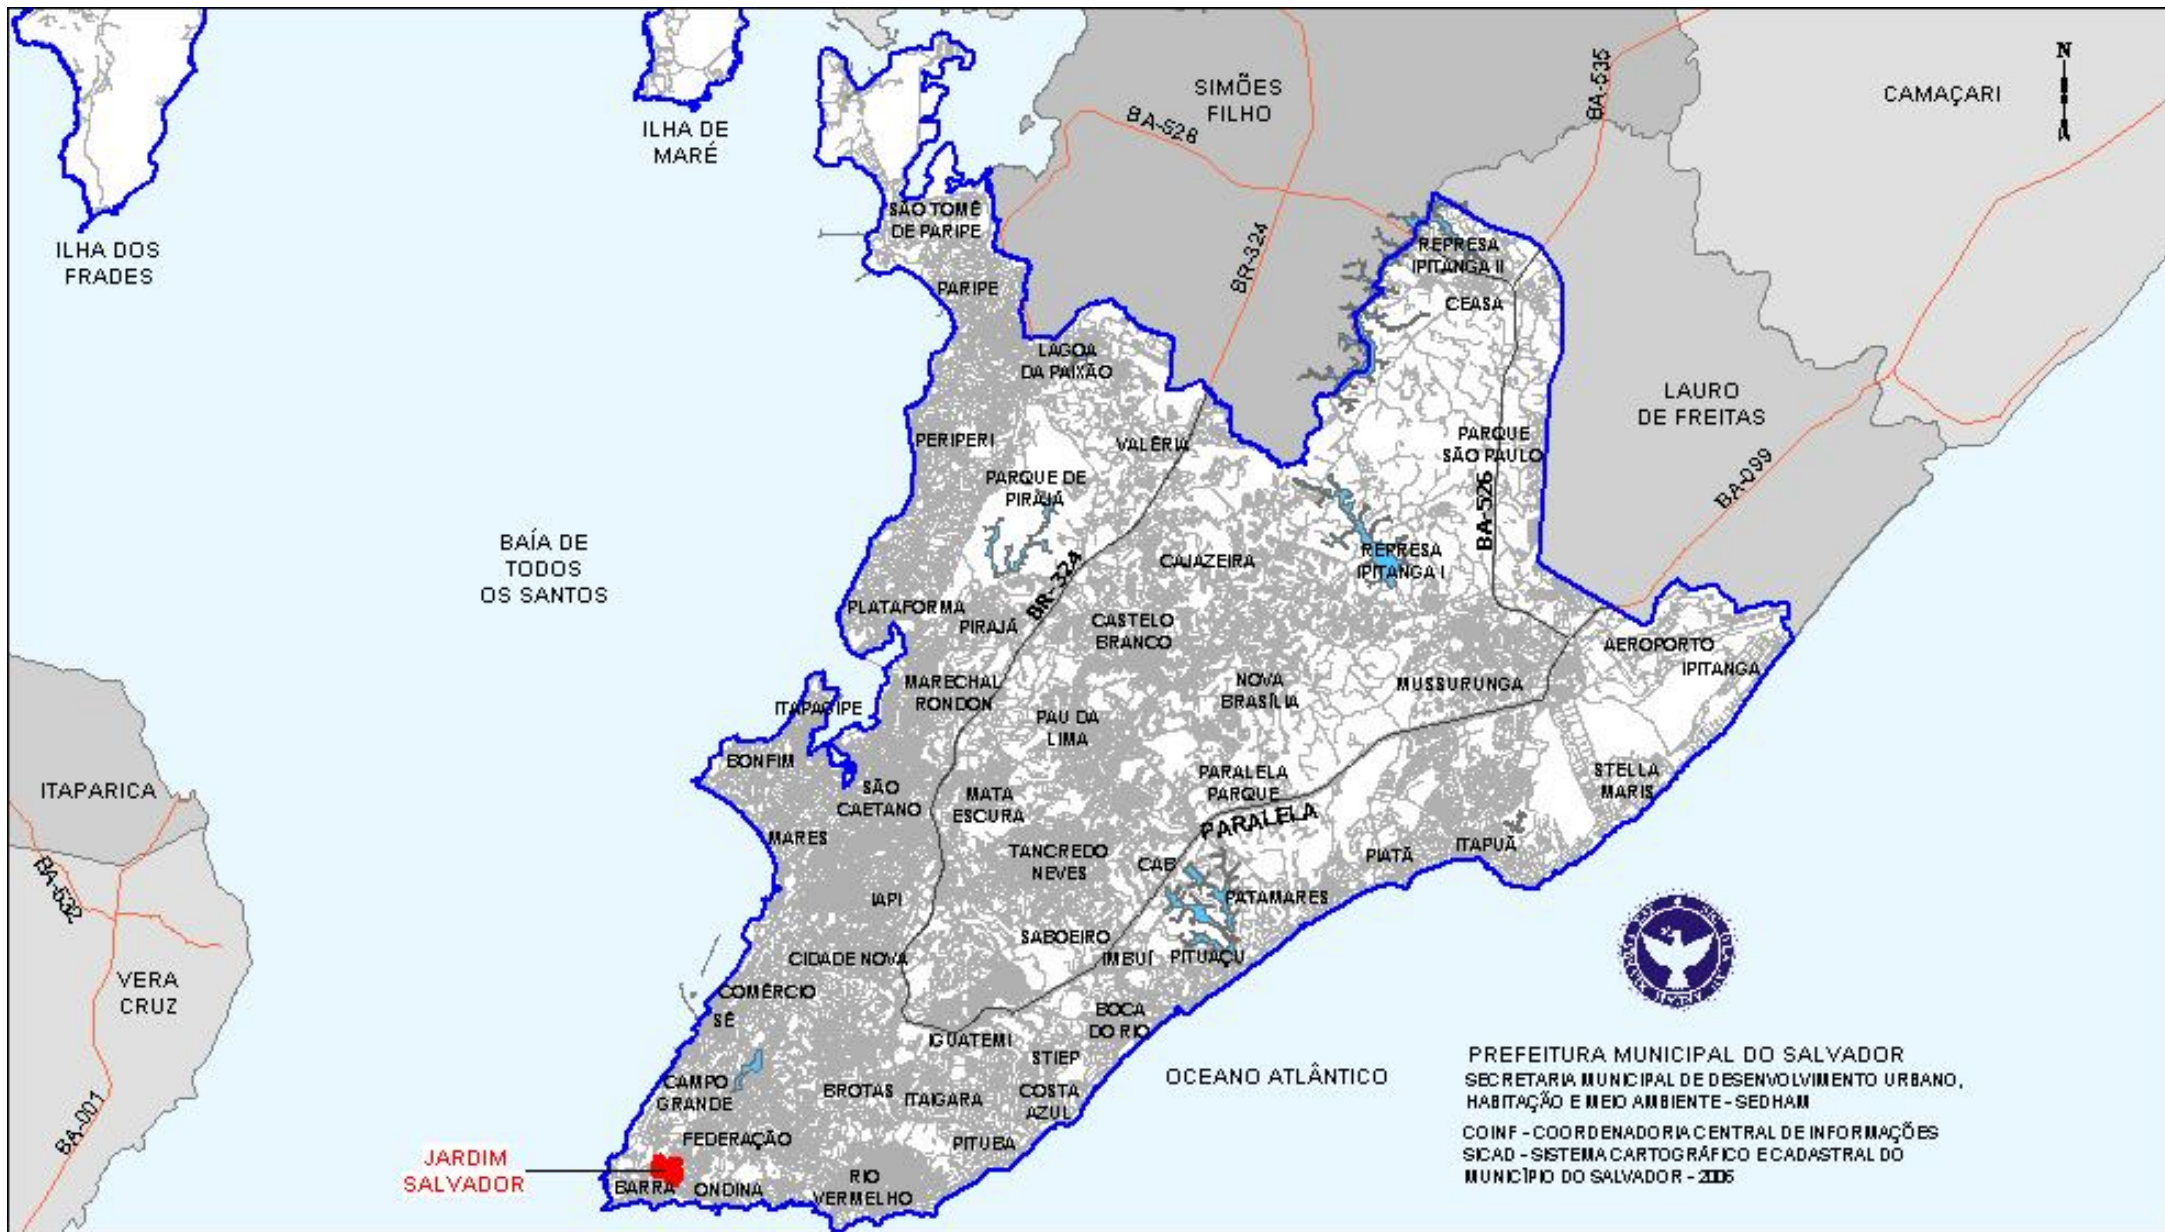 N
SIMÕES
FILHO
CAMAÇARI
BA-535
BA-528
ILHA DE
MARÉ
SÃO TOMÉ
DE PARIPE
ILHA DOS
FRADES
BR-324
REPRESA
IPITANGA II
PARIPE
CEASA
LAGOA
DA PAIXÃO
LAURO
DE FREITAS
PERIPERI
VALÉRIA
PARQUE
SÃO PAULO
PARQUE DE
PIRAJÁ
BA-099
BA-526
BAÍA DE
TODOS
OS SANTOS
CAJAZEIRA
REPRESA
IPITANGA I
BR-324
PLATAFORMA
PIRAJÁ
CASTELO
BRANCO
AEROPORTO
IPITANGA
MARECHAL
RONDON
NOVA
BRASÍLIA
MUSSURUNGA
ITAPAGIPE
PAU DA
LIMA
BONFIM
PARALELA
PARQUE
STELLA
MARIS
ITAPARICA
SÃO
CAETANO
MATA
ESCURA
PARALELA
MARES
TANCREDO
NEVES
CAB
PIATÃ
ITAPUÃ
BA-532
IAPI
PATAMARES
SABOEIRO
CIDADE NOVA
IMBUÍ
PITUAÇU
VERA
CRUZ
COMÉRCIO
SÉ
BOCA
DO RIO
IGUATEMI
STIEP
OCEANO ATLÂNTICO
CAMPO
GRANDE
BROTAS
ITAIGARA
COSTA
AZUL
BA-001
FEDERAÇÃO
PITUBA
JARDIM
SALVADOR
BARRA
ONDINA
RIO
VERMELHO
PREFEITURA MUNICIPAL DO SALVADOR
SECRETARIA MUNICIPAL DE DESENVOLVIMENTO URBANO,
HABITAÇÃO E MEIO AMBIENTE - SEDHAM
COINF - COORDENADORIA CENTRAL DE INFORMAÇÕES
SICAD - SISTEMA CARTOGRÁFICO E CADASTRAL DO
MUNICÍPIO DO SALVADOR - 2006